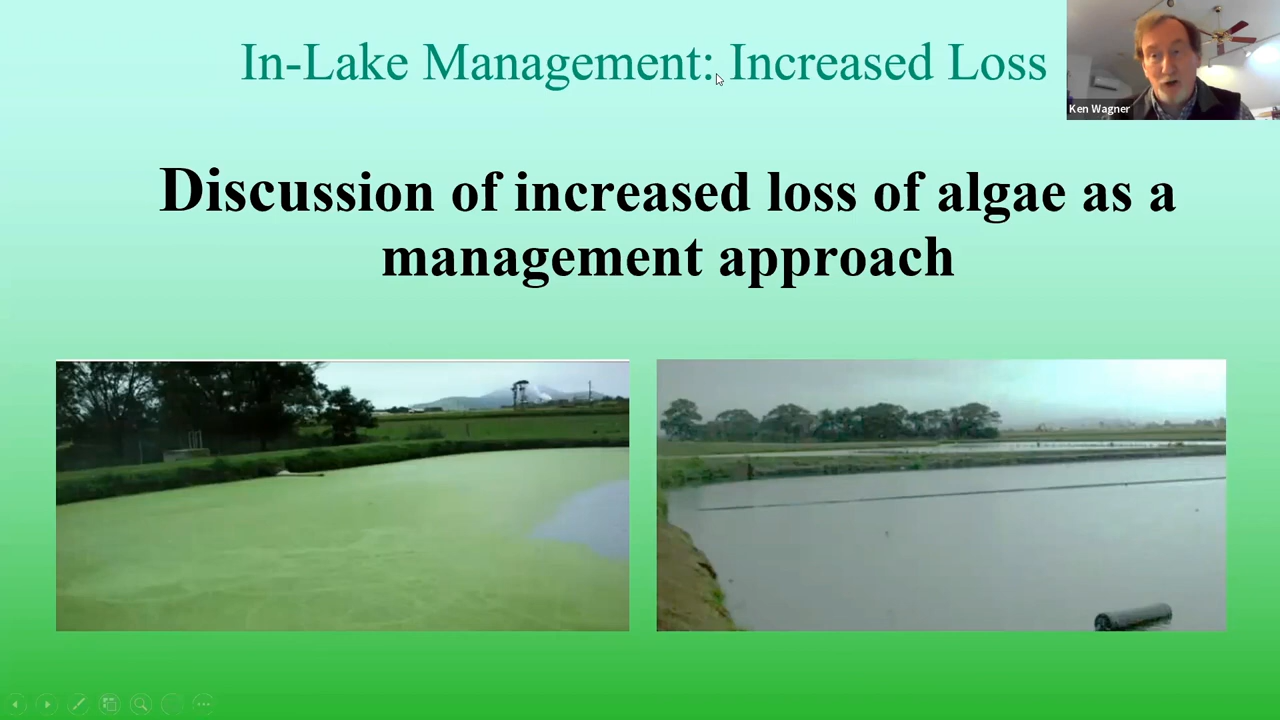 In-Lake Management: Increased Loss
Ken Wagner
Discussion of increased loss of algae as a
management approach